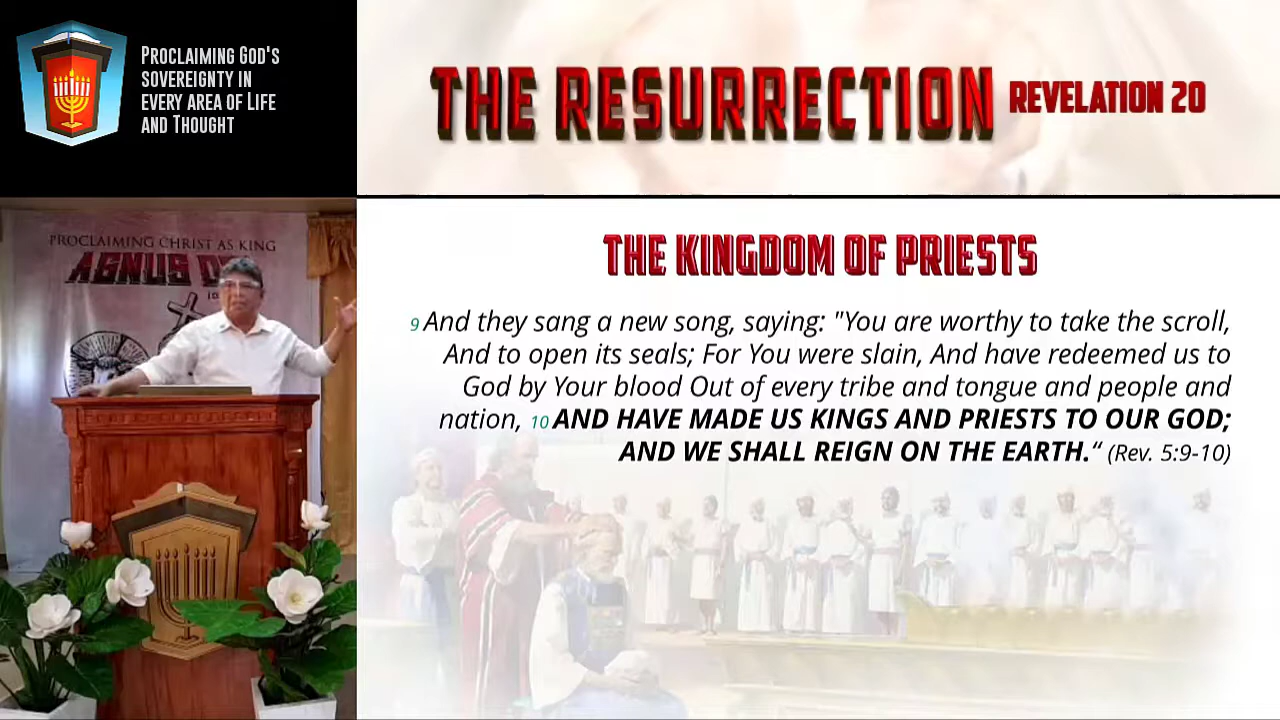 PROCLAIMING GOD'S
SOVEREIGNTY IN
EVERY AREA OF LIFE
AND THOUGHT
THE RESURRECTION REVELATION 20
PROCLAIMING CHRIST AS KING
AGNUS
THE KINGDOM OF PRIESTS
9 And they sang a new song, saying: "You are worthy to take the scroll,
And to open its seals; For You were slain, And have redeemed us to
God by Your blood Out of every tribe and tongue and people and
nation, 10 AND HAVE MADE US KINGS AND PRIESTS TO OUR GOD;
AND WE SHALL REIGN ON THE EARTH.“ (Rev. 5:9-10)